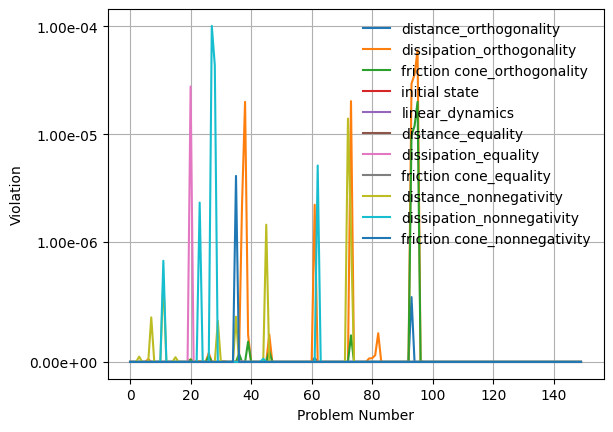 1.00e-04
1.00e-05
1.00e-06
0.00e+00
Violation
0 20 40 60 80 100 120 140
Problem Number
distance_orthogonality
dissipation_orthogonality
friction cone_orthogonality
initial state
linear_dynamics
distance_equality
dissipation_equality
friction cone_equality
distance_nonnegativity
dissipation_nonnegativity
friction cone_nonnegativity